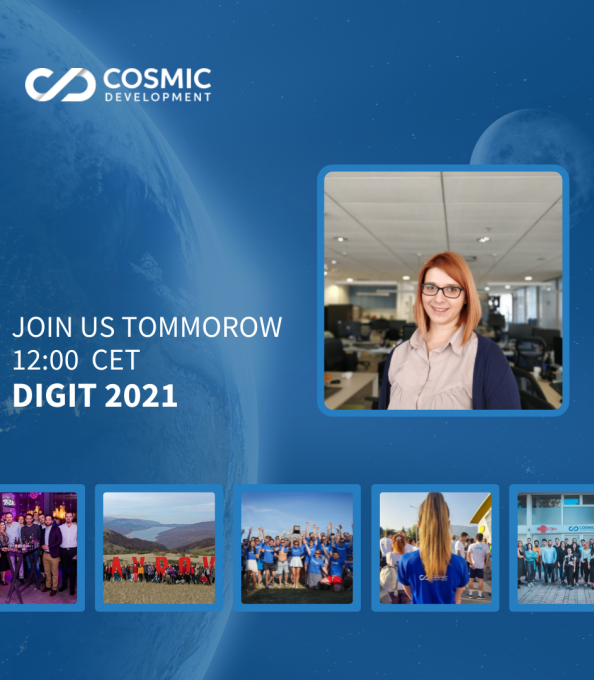 COSMIC
DEVELOPMENT
JOIN US TOMMOROW
12:00 CET
DIGIT 2021